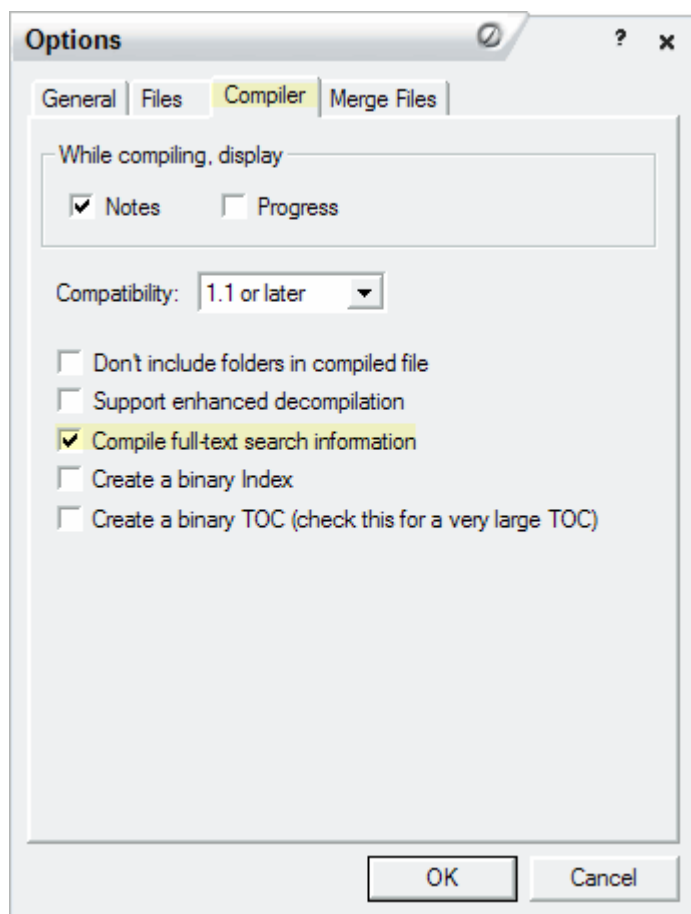 Options ? x
General Files Compiler Merge Files
While compiling, display
Notes Progress
Compatibility: 1.1 or later
Don't include folders in compiled file
Support enhanced decompilation
Compile full-text search information
Create a binary Index
Create a binary TOC (check this for a very large TOC)
OK Cancel